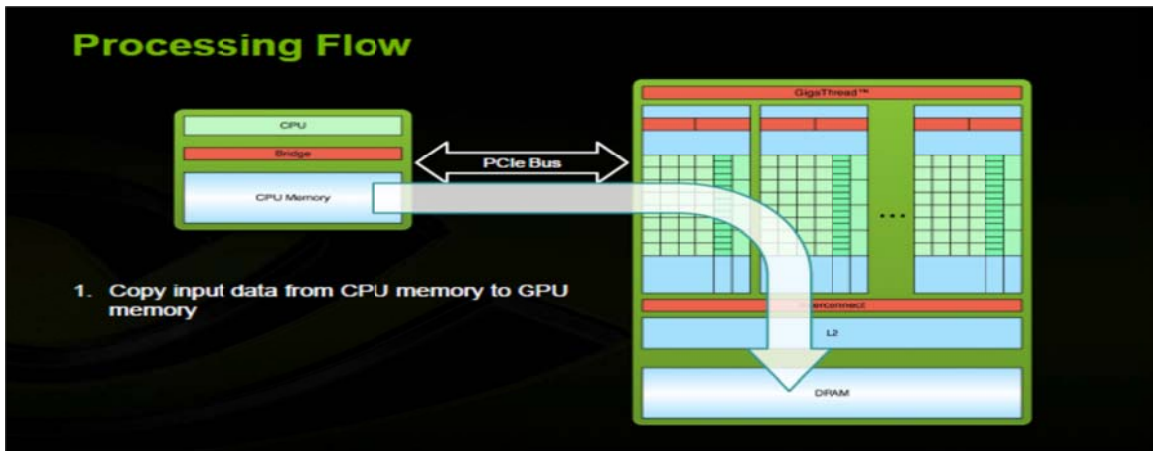 Processing Flow
GigaThread™
CPU
Bridge
PCIe Bus
CPU Memory
...
1. Copy input data from CPU memory to GPU
memory
L2
DRAM